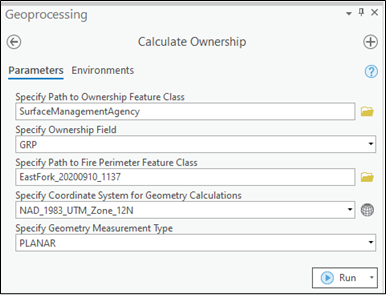 Geoprocessing
Calculate Ownership
Parameters Environments
Specify Path to Ownership Feature Class
SurfaceManagementAgency
Specify Ownership Field
GRP
Specify Path to Fire Perimeter Feature Class
EastFork_20200910_1137
Specify Coordinate System for Geometry Calculations
NAD_1983_UTM_Zone_12N
Specify Geometry Measurement Type
PLANAR
Run